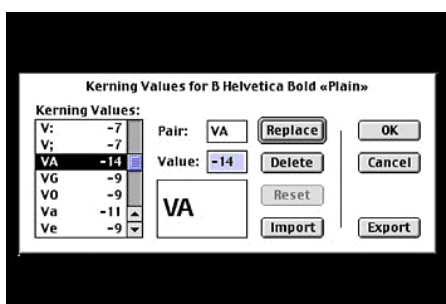 Kerning Values for B Helvetica Bold «Plain»
Kerning Values:
V: -7
V; -7
VA -14
VG -9
VO -9
Va -11
Ve -9
Pair: VA
Value: -14
VA
Replace
Delete
Reset
Import
OK
Cancel
Export